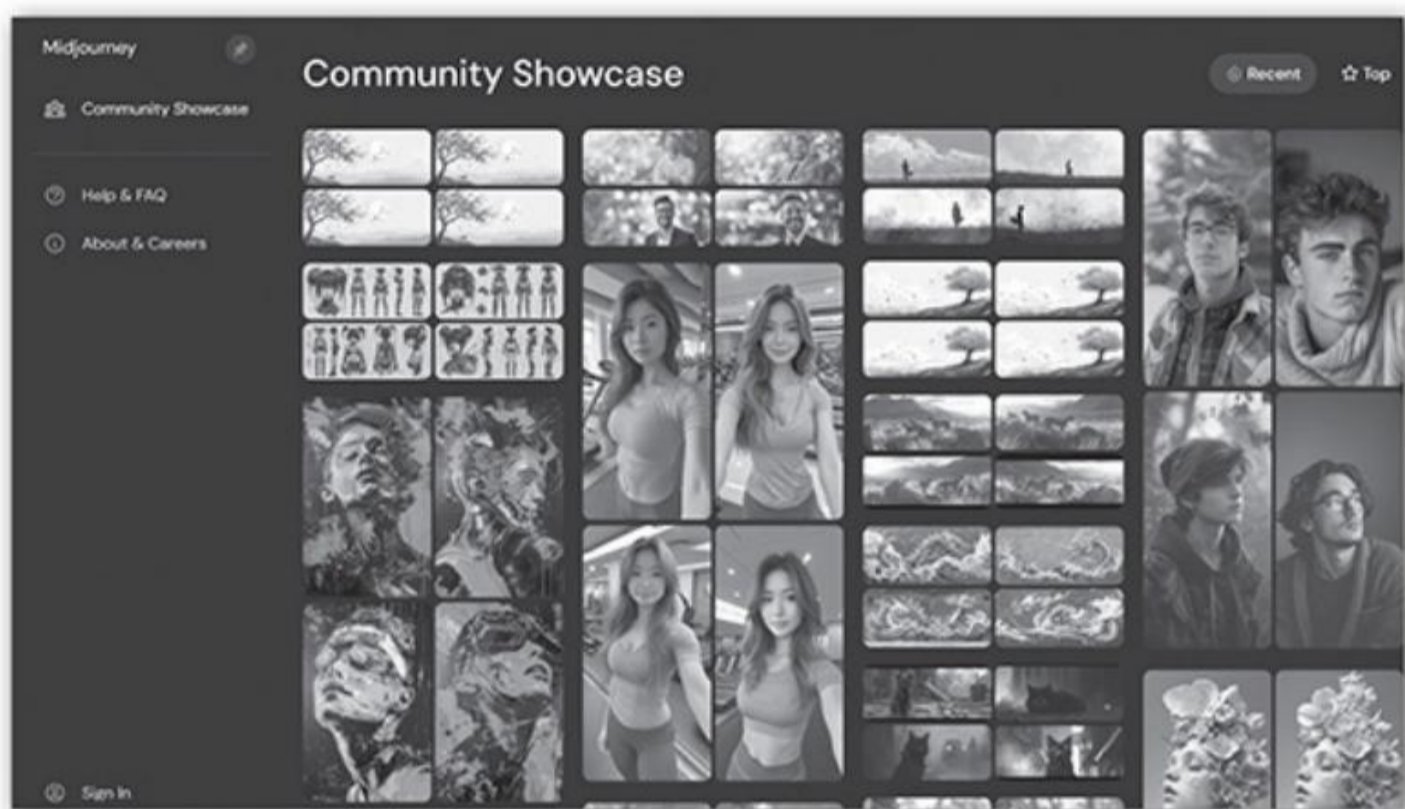 Midjourney
Community Showcase
Help & FAQ
About & Careers
Sign In
Community Showcase
Recent
Top